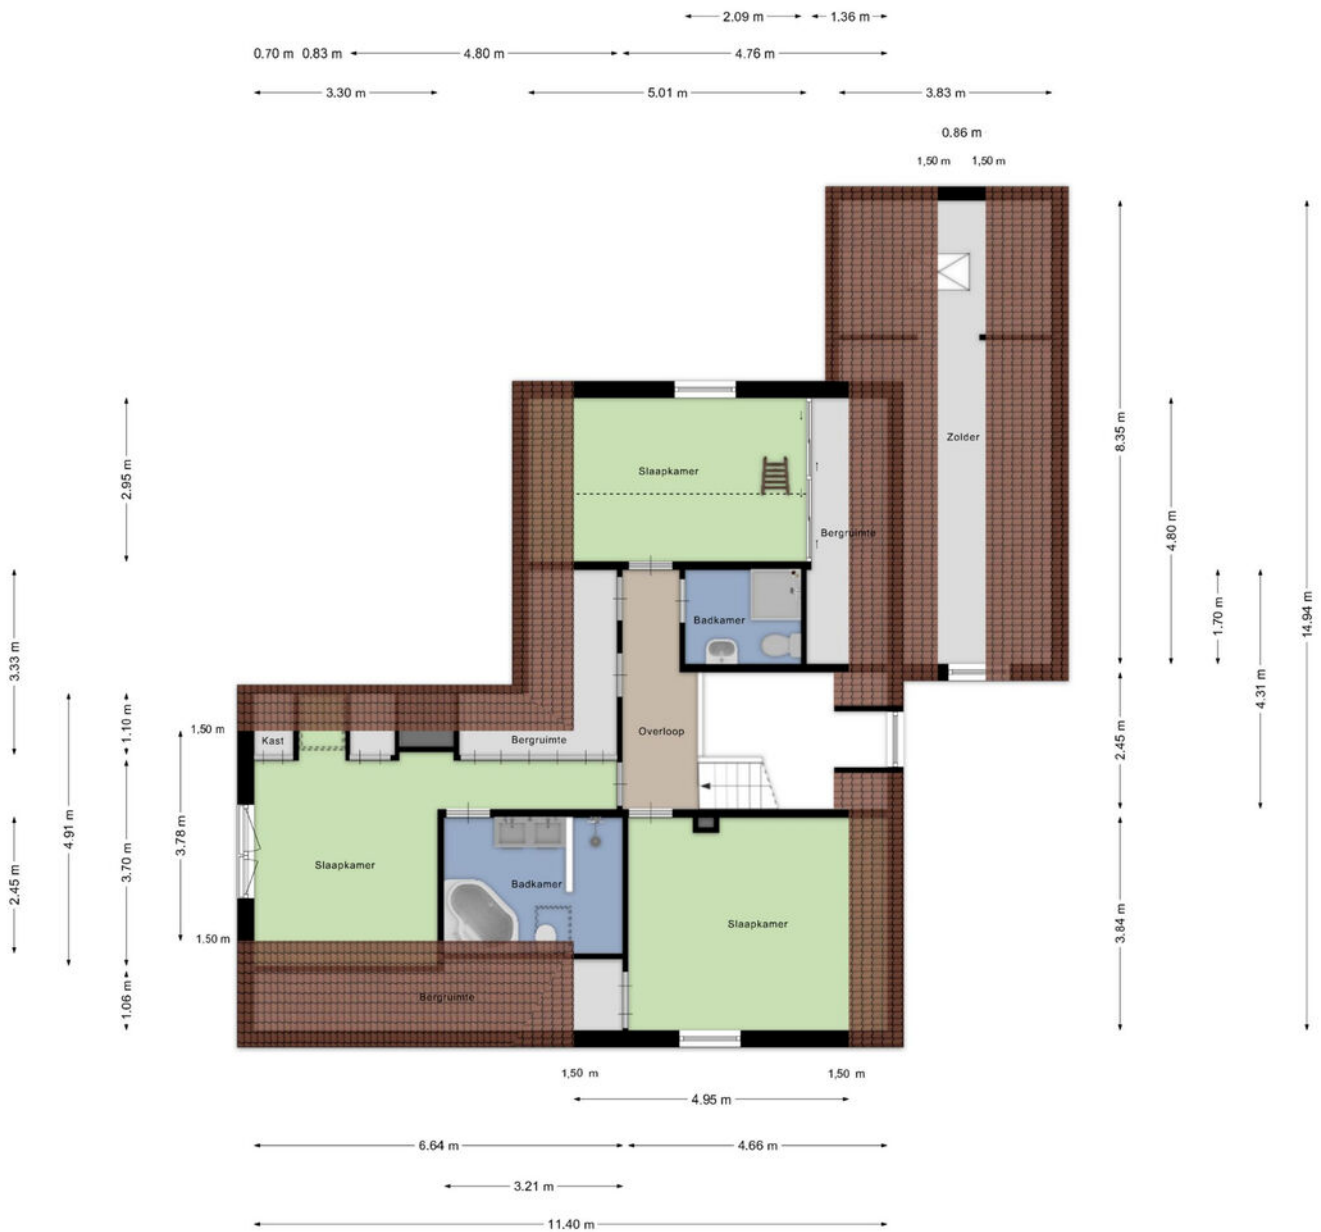 2.09 m 1.36 m
0.70 m 0.83 m 4.80 m 4.76 m
3.30 m 5.01 m 3.83 m
0.86 m
1,50 m 1,50 m
Zolder
Slaapkamer
Bergruimte
2.95 m
8.35 m
4.80 m
14.94 m
Badkamer
1.70 m
3.33 m
4.31 m
1.10 m
1,50 m
Kast
Bergruimte
Overloop
2.45 m
4.91 m
3.78 m
3.70 m
2.45 m
Slaapkamer
Badkamer
Slaapkamer
3.84 m
1.50 m
1.06 m
Bergruimte
1,50 m 1,50 m
4.95 m
6.64 m 4.66 m
3.21 m
11.40 m